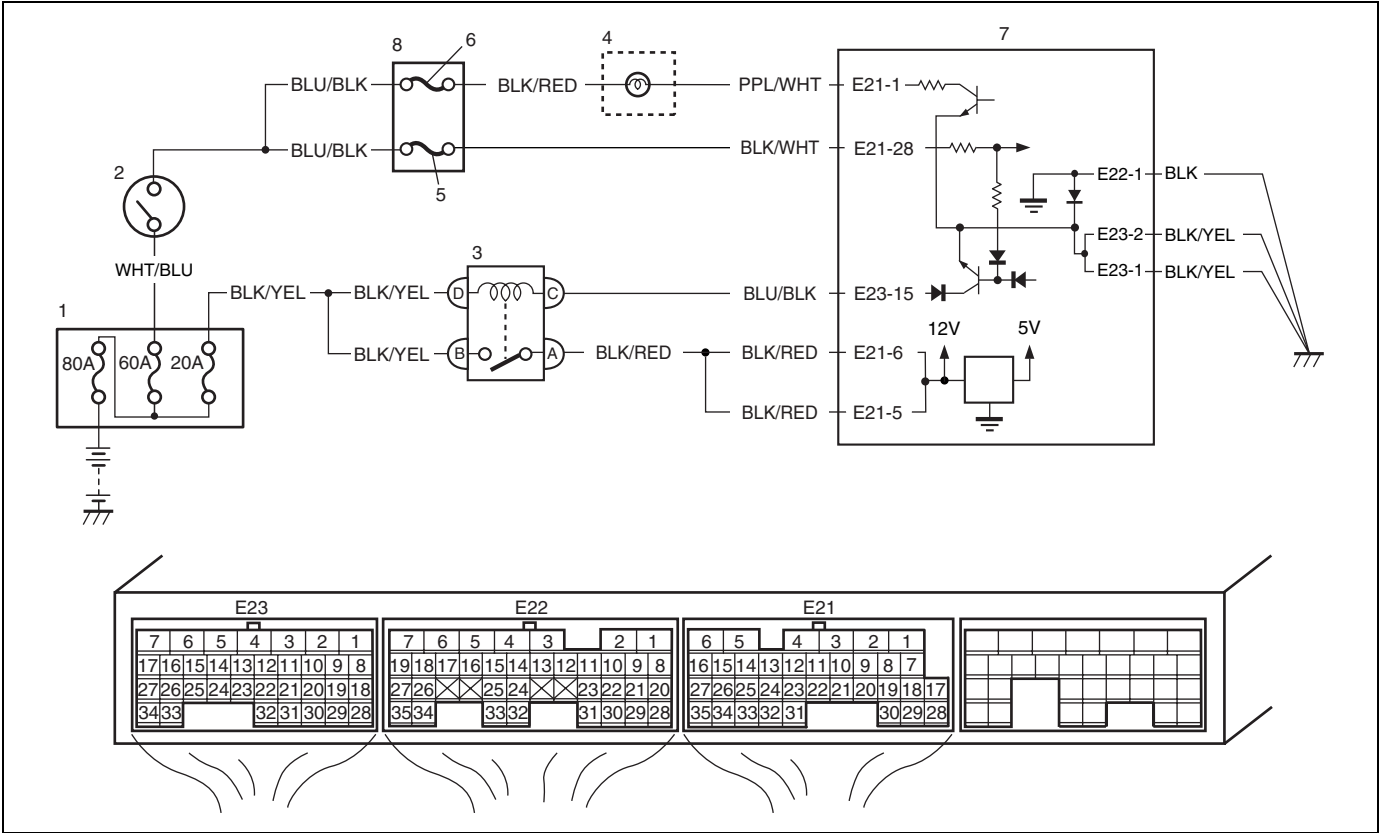 7
8 6 4
BLU/BLK BLK/RED PPL/WHT E21-1
BLU/BLK BLK/WHT E21-28
5
2
E22-1 BLK
E23-2 BLK/YEL
E23-1 BLK/YEL
WHT/BLU
3
BLK/YEL BLK/YEL D C BLU/BLK E23-15
1
12V 5V
80A 60A 20A
BLK/YEL B A BLK/RED BLK/RED E21-6
BLK/RED E21-5
E23 E22 E21
7 6 5 4 3 2 1 7 6 5 4 3 2 1 6 5 4 3 2 1
17 16 15 14 13 12 11 10 9 8 19 18 17 16 15 14 13 12 11 10 9 8 16 15 14 13 12 11 10 9 8 7
27 26 25 24 23 22 21 20 19 18 27 26 25 24 23 22 21 20 27 26 25 24 23 22 21 20 19 18 17
34 33 32 31 30 29 28 35 34 33 32 31 30 29 28 35 34 33 32 31 30 29 28